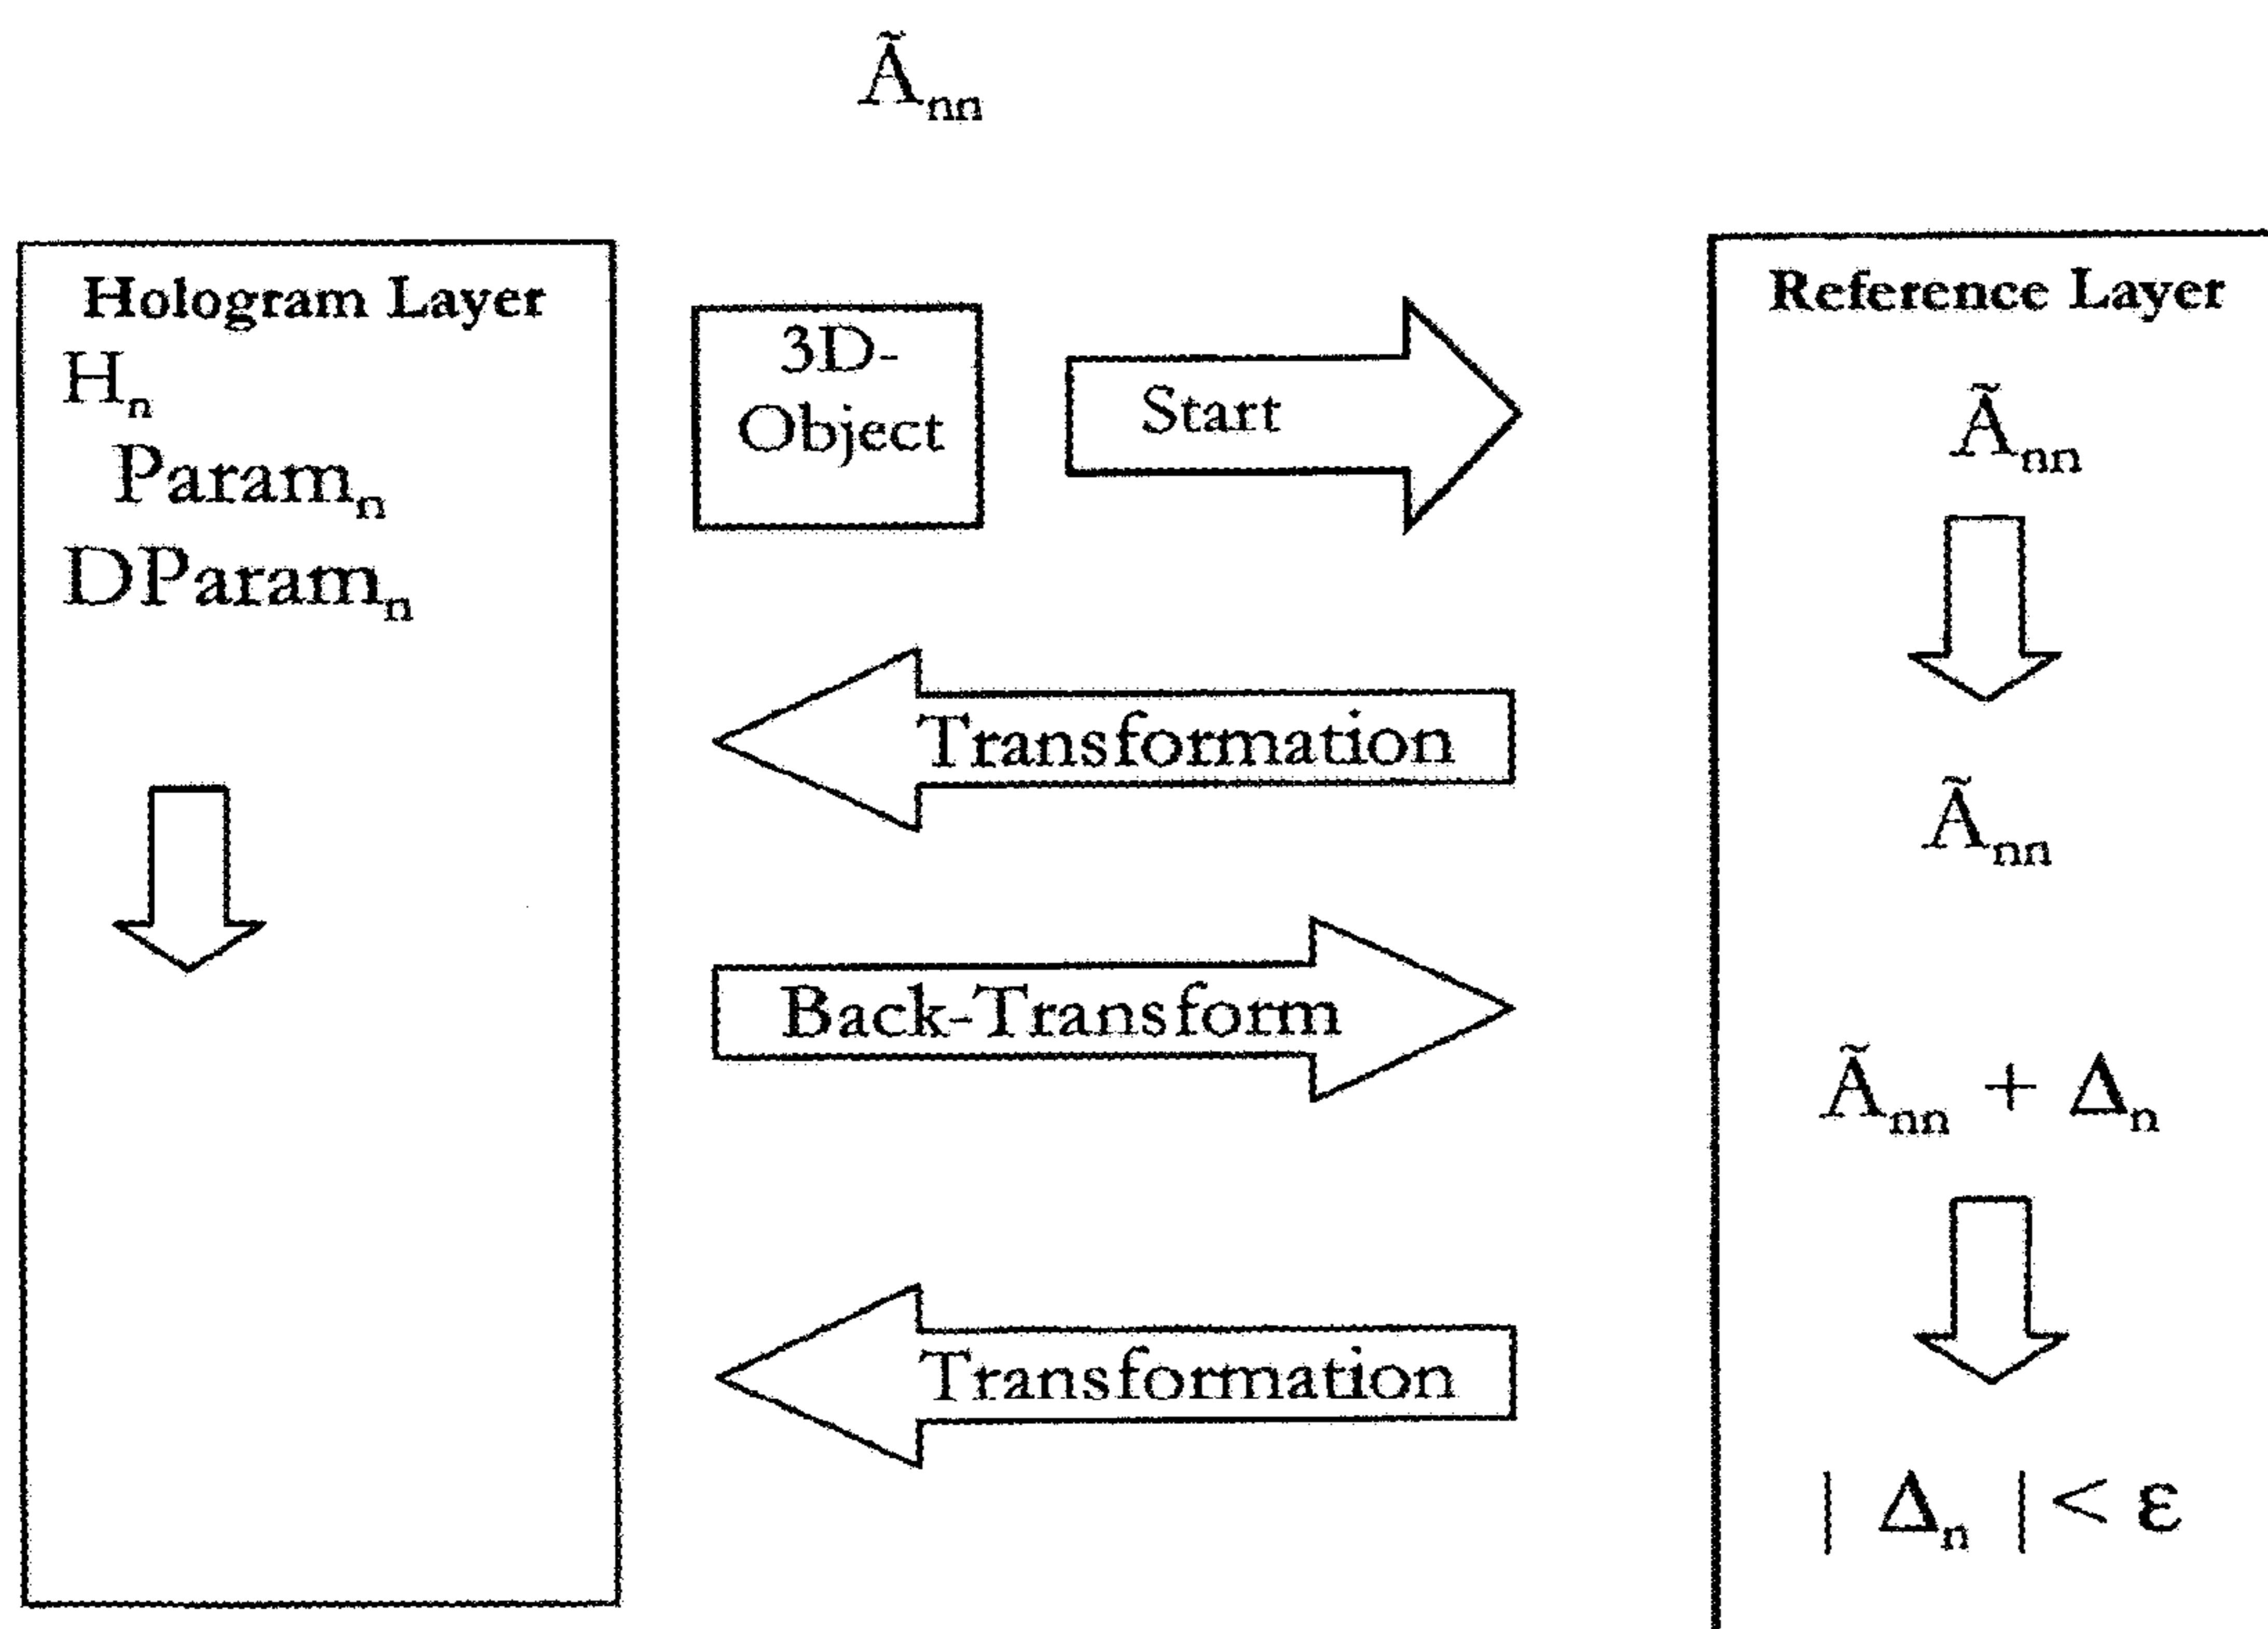 Ã_nn
Hologram Layer
H_n
Param_n
DParam_n
3D-
Object
Start
Transformation
Back-Transform
Transformation
Reference Layer
Ã_nn
Ã_nn
Ã_nn + Δ_n
| Δ_n | < ε